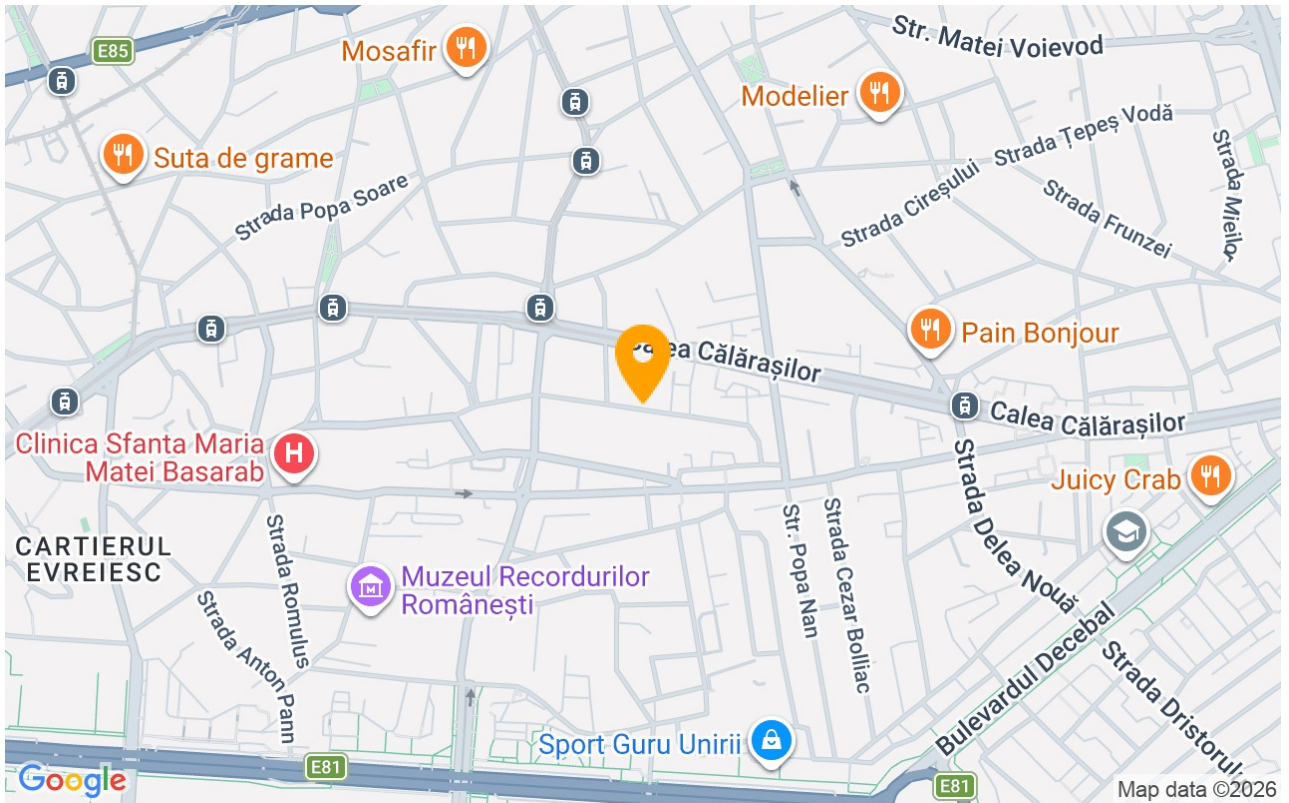 E85
Mosafir
Str. Matei Voievod
Modelier
Suta de grame
Strada Țepeș Vodă
Strada Popa Soare
Strada Cireșului
Strada Frunzei
Strada Mieilor
Pain Bonjour
Calea Călărașilor
Calea Călărașilor
Clinica Sfanta Maria
Matei Basarab
Juicy Crab
Strada Delea Nouă
CARTIERUL
EVREIESC
Strada Romulus
Muzeul Recordurilor
Românești
Str. Popa Nan
Strada Cezar Bolliac
Strada Anton Pann
Bulevardul Decebal
Strada Dristorulu
Sport Guru Unirii
E81
E81
Google
Map data ©2026